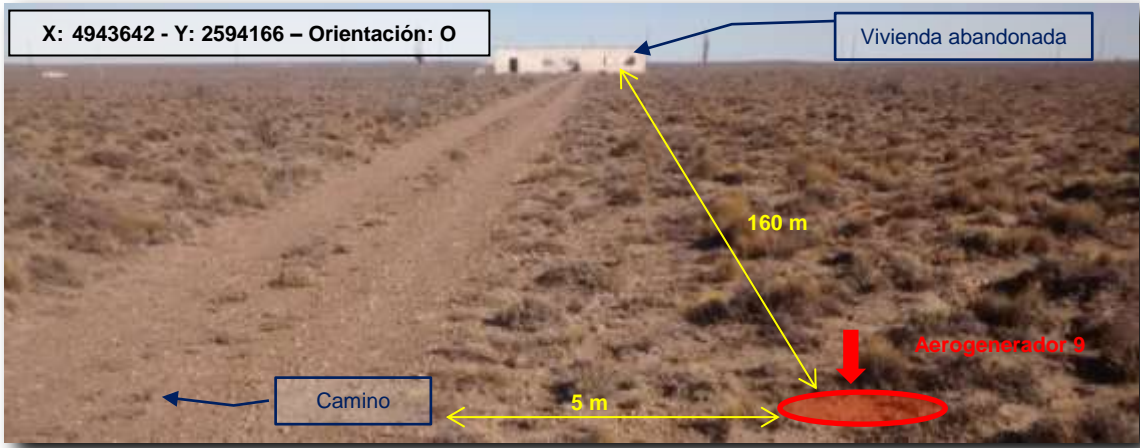 X: 4943642 - Y: 2594166 – Orientación: O
Vivienda abandonada
160 m
Aerogenerador 9
Camino
5 m